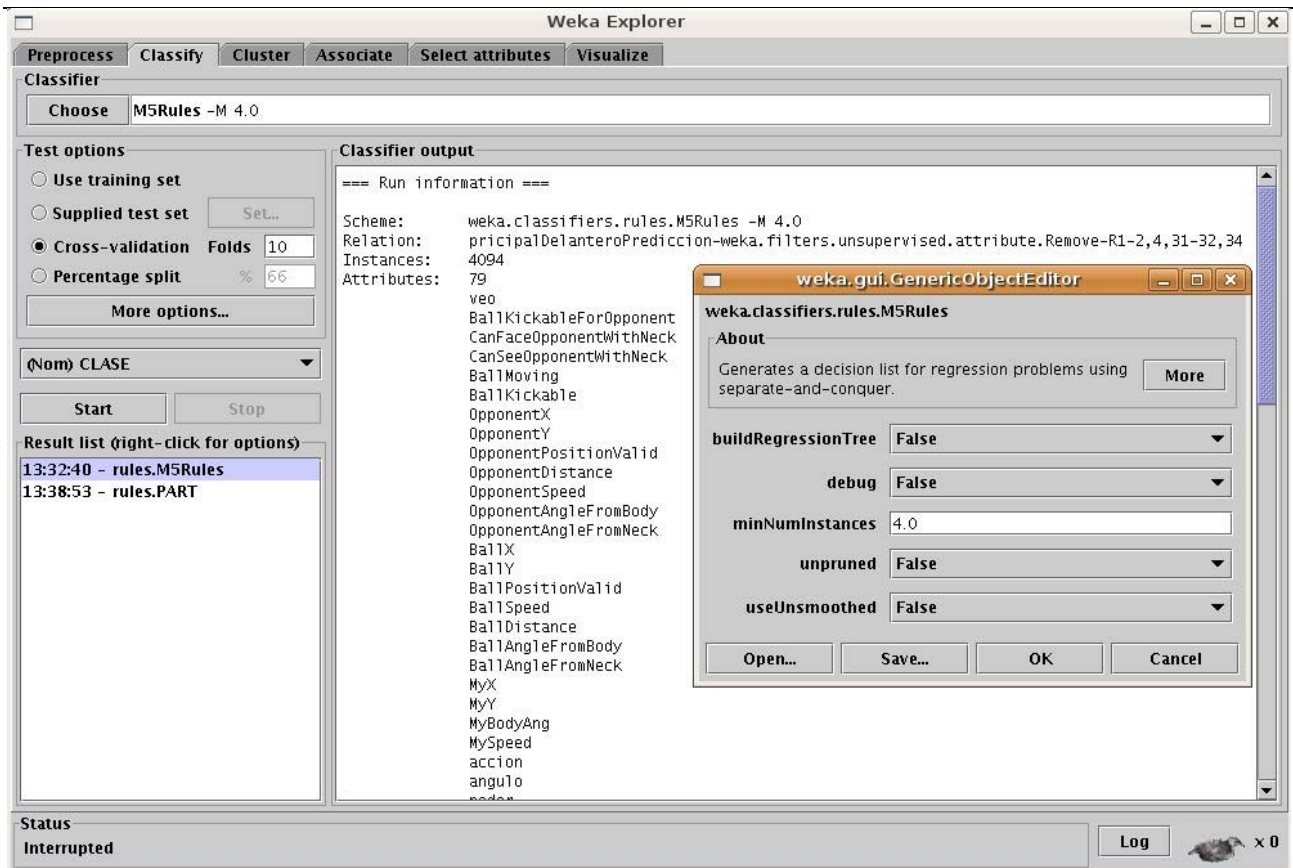 Weka Explorer
Preprocess Classify Cluster Associate Select attributes Visualize
Classifier
Choose M5Rules -M 4.0
Test options
Use training set
Supplied test set Set...
Cross-validation Folds 10
Percentage split % 66
More options...
(Nom) CLASE
Start Stop
Result list (right-click for options)
13:32:40 - rules.M5Rules
13:38:53 - rules.PART
Classifier output
=== Run information ===
Scheme: weka.classifiers.rules.M5Rules -M 4.0
Relation: pricipalDelanteroPrediccion-weka.filters.unsupervised.attribute.Remove-R1-2,4,31-32,34
Instances: 4094
Attributes: 79
veo
BallKickableForOpponent
CanFaceOpponentWithNeck
CanSeeOpponentWithNeck
BallMoving
BallKickable
OpponentX
OpponentY
OpponentPositionValid
OpponentDistance
OpponentSpeed
OpponentAngleFromBody
OpponentAngleFromNeck
BallX
BallY
BallPositionValid
BallSpeed
BallDistance
BallAngleFromBody
BallAngleFromNeck
MyX
MyY
MyBodyAng
MySpeed
accion
angulo
weka.gui.GenericObjectEditor
weka.classifiers.rules.M5Rules
About
Generates a decision list for regression problems using
separate-and-conquer.
More
buildRegressionTree False
debug False
minNumInstances 4.0
unpruned False
useUnsmoothed False
Open... Save... OK Cancel
Status
Interrupted
Log x 0